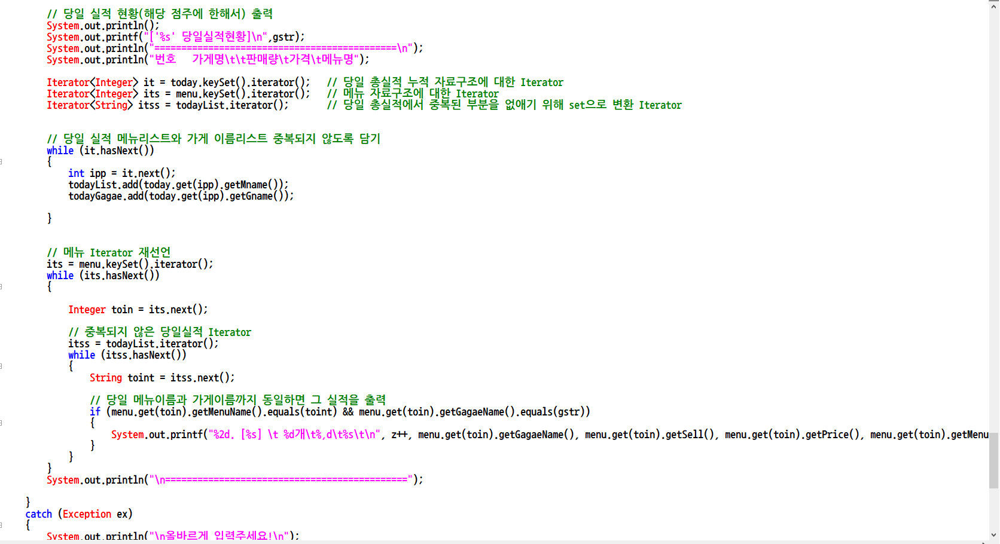 // 당일 실적 현황(해당 점주에 한해서) 출력
System.out.println();
System.out.printf("['%s' 당일실적현황]\n",gstr);
System.out.println("=============================================\n");
System.out.println("번호   가게명\t\t판매량\t가격\t메뉴명");
Iterator<Integer> it = today.keySet().iterator();   // 당일 총실적 누적 자료구조에 대한 Iterator
Iterator<Integer> its = menu.keySet().iterator();   // 메뉴 자료구조에 대한 Iterator
Iterator<String> itss = todayList.iterator();       // 당일 총실적에서 중복된 부분을 없애기 위해 set으로 변환 Iterator
// 당일 실적 메뉴리스트와 가게 이름리스트 중복되지 않도록 담기
while (it.hasNext())
{
int ipp = it.next();
todayList.add(today.get(ipp).getMname());
todayGagae.add(today.get(ipp).getGname());
}
// 메뉴 Iterator 재선언
its = menu.keySet().iterator();
while (its.hasNext())
{
Integer toin = its.next();
// 중복되지 않은 당일실적 Iterator
itss = todayList.iterator();
while (itss.hasNext())
{
String toint = itss.next();
// 당일 메뉴이름과 가게이름까지 동일하면 그 실적을 출력
if (menu.get(toin).getMenuName().equals(toint) && menu.get(toin).getGagaeName().equals(gstr))
{
System.out.printf("%2d. [%s] \t %d개\t%,d\t%s\t\n", z++, menu.get(toin).getGagaeName(), menu.get(toin).getSell(), menu.get(toin).getPrice(), menu.get(toin).getMenu
}
}
}
System.out.println("\n=============================================");
}
catch (Exception ex)
{
System.out.println("\n올바르게 입력주세요!\n");